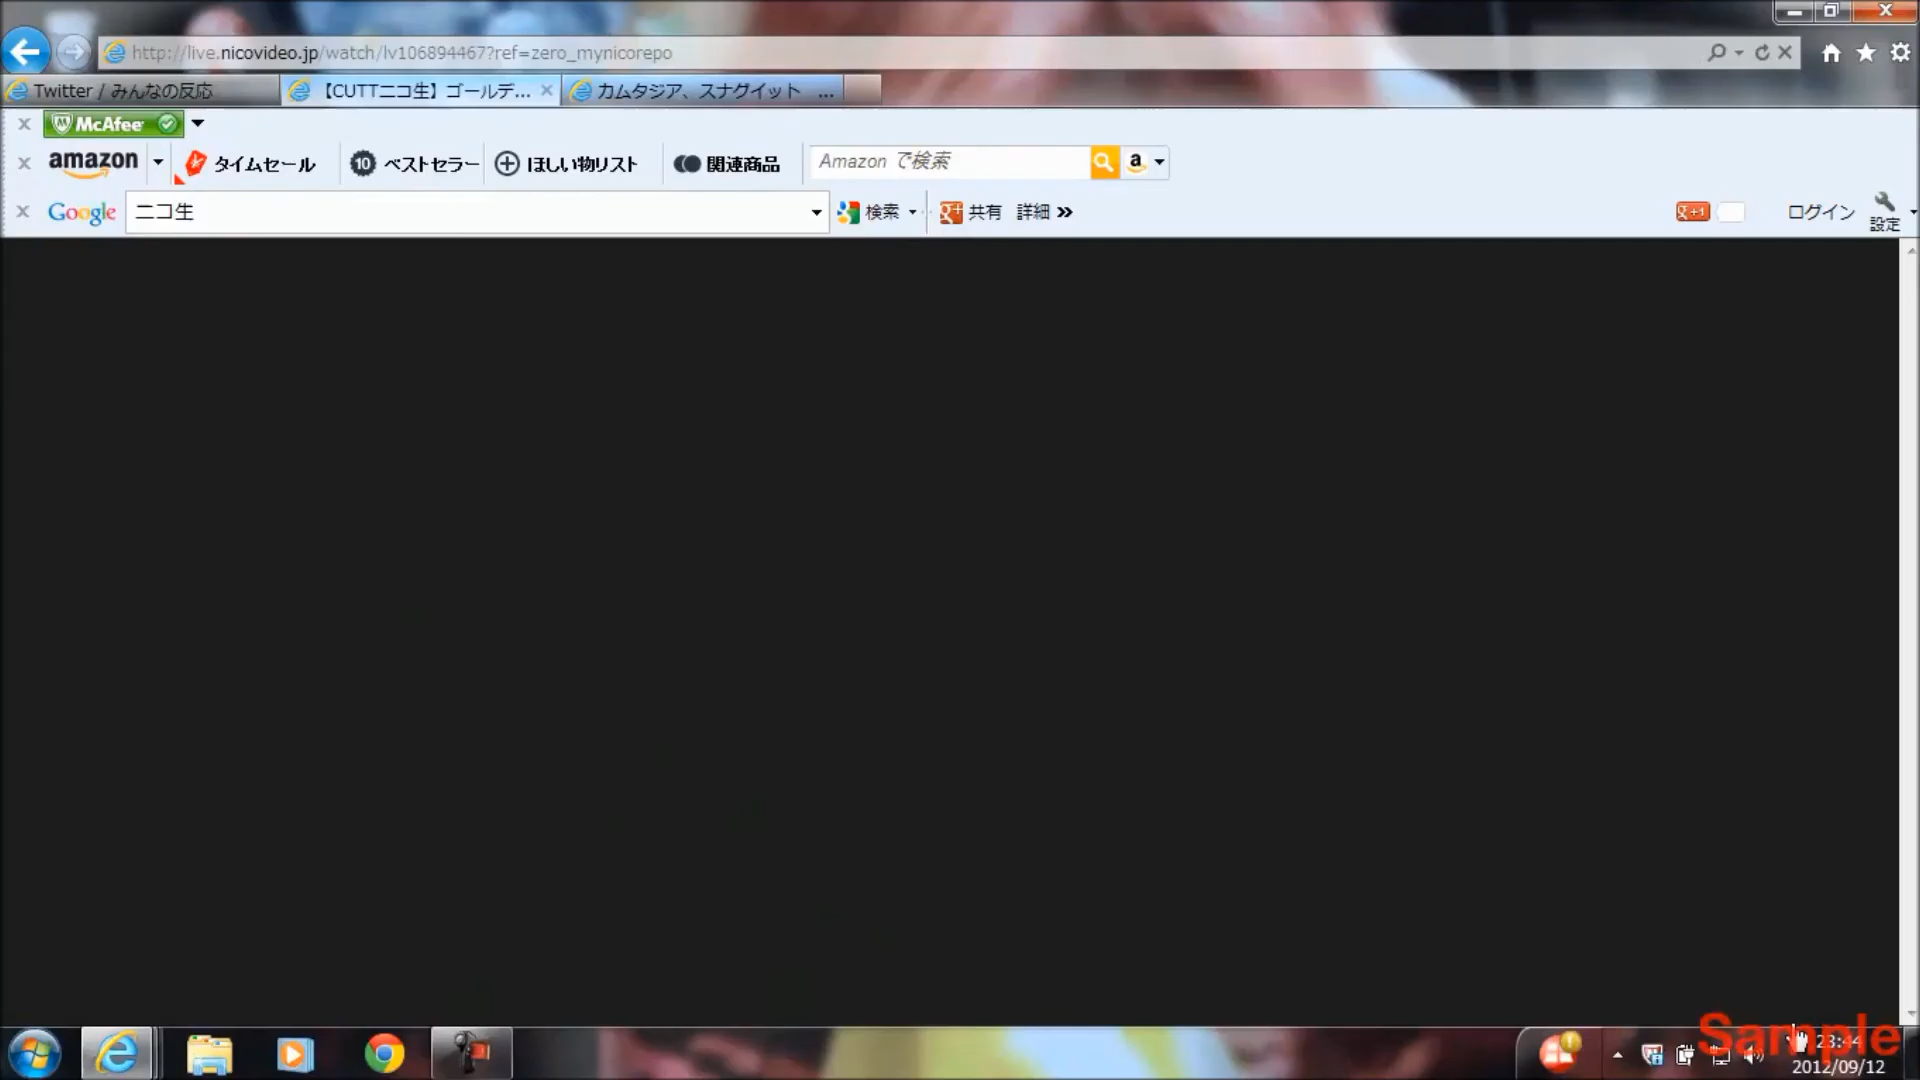 http://live.nicovideo.jp/watch/lv106894467?ref=zero_mynicorepo
Twitter / みんなの反応
【CUTTニコ生】ゴールデ...
カムタジア、スナグイット ...
McAfee
amazon
タイムセール
10 ベストセラー
ほしい物リスト
関連商品
Amazon で検索
a
Google
ニコ生
検索
g+ 共有
詳細 »
g+1
ログイン
設定
Sample
23:44
2012/09/12